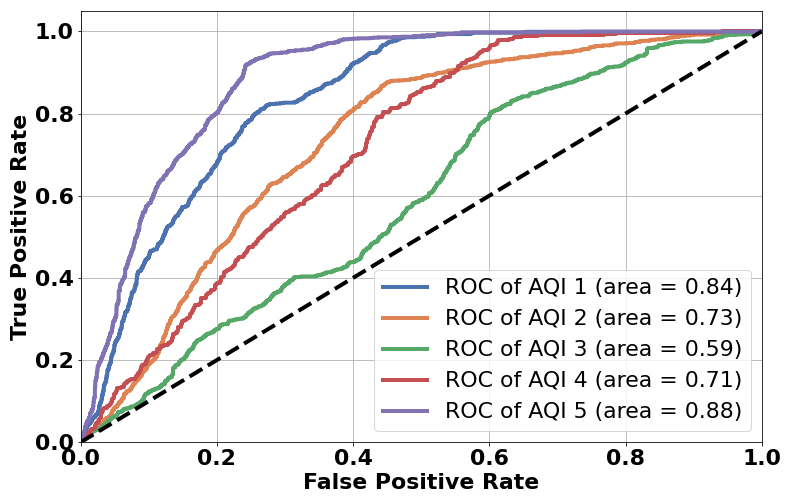 1.0
0.8
0.6
0.4
0.2
0.0
True Positive Rate
ROC of AQI 1 (area = 0.84)
ROC of AQI 2 (area = 0.73)
ROC of AQI 3 (area = 0.59)
ROC of AQI 4 (area = 0.71)
ROC of AQI 5 (area = 0.88)
0.0 0.2 0.4 0.6 0.8 1.0
False Positive Rate